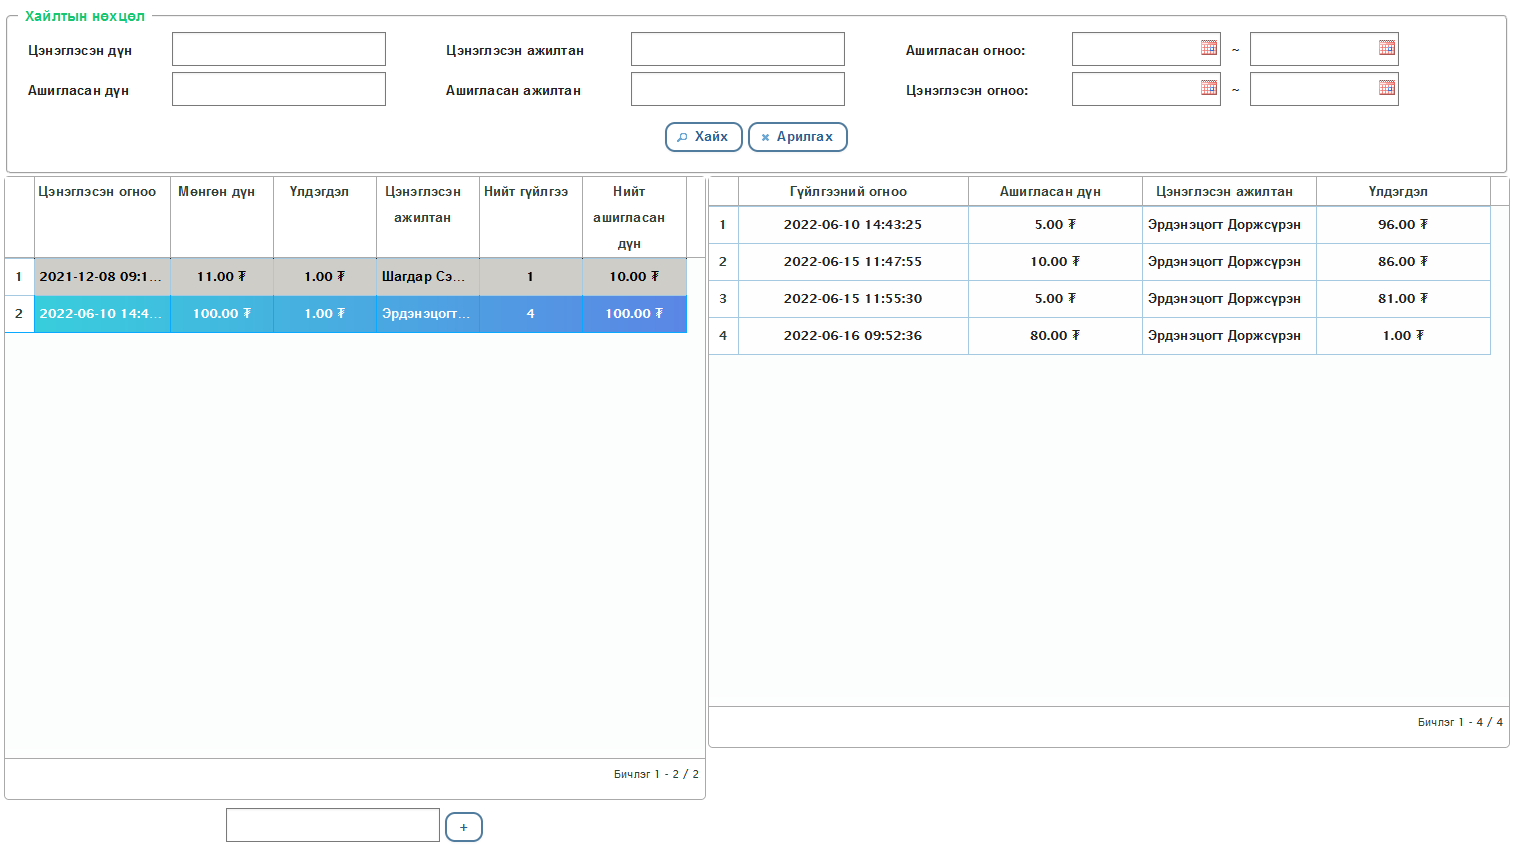 Хайлтын нөхцөл
Цэнэглэсэн дүн Цэнэглэсэн ажилтан Ашигласан огноо: ~
Ашигласан дүн Ашигласан ажилтан Цэнэглэсэн огноо: ~
Хайх Арилгах
Цэнэглэсэн огноо Мөнгөн дүн Үлдэгдэл Цэнэглэсэн ажилтан Нийт гүйлгээ Нийт ашигласан дүн
1 2021-12-08 09:1... 11.00 ₮ 1.00 ₮ Шагдар Сэ... 1 10.00 ₮
2 2022-06-10 14:4... 100.00 ₮ 1.00 ₮ Эрдэнэцогт... 4 100.00 ₮
Бичлэг 1 - 2 / 2
+
Гүйлгээний огноо Ашигласан дүн Цэнэглэсэн ажилтан Үлдэгдэл
1 2022-06-10 14:43:25 5.00 ₮ Эрдэнэцогт Доржсүрэн 96.00 ₮
2 2022-06-15 11:47:55 10.00 ₮ Эрдэнэцогт Доржсүрэн 86.00 ₮
3 2022-06-15 11:55:30 5.00 ₮ Эрдэнэцогт Доржсүрэн 81.00 ₮
4 2022-06-16 09:52:36 80.00 ₮ Эрдэнэцогт Доржсүрэн 1.00 ₮
Бичлэг 1 - 4 / 4